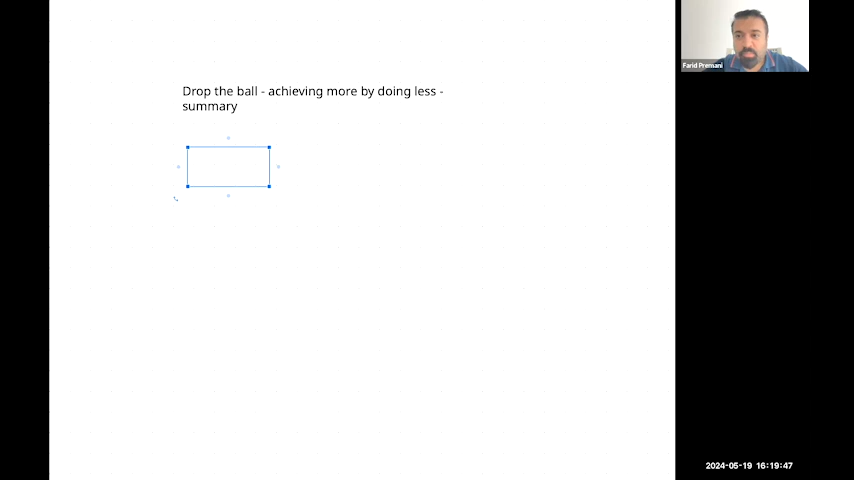 Drop the ball - achieving more by doing less -
summary
Farid Premani
2024-05-19 16:19:47